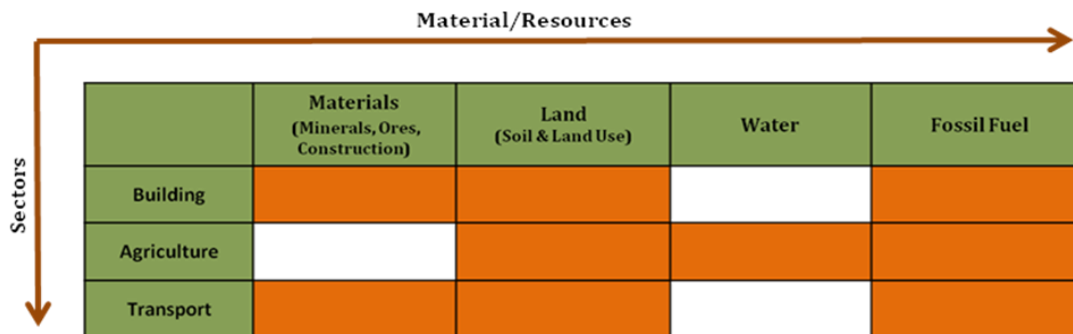 Material/Resources
Sectors
Materials
(Minerals, Ores,
Construction)
Land
(Soil & Land Use)
Water
Fossil Fuel
Building
Agriculture
Transport